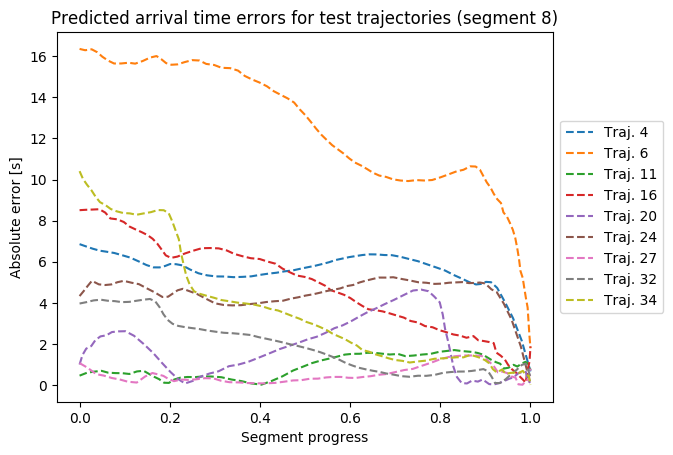 Predicted arrival time errors for test trajectories (segment 8)
Absolute error [s]
16
14
12
10
8
6
4
2
0
0.0 0.2 0.4 0.6 0.8 1.0
Segment progress
Traj. 4
Traj. 6
Traj. 11
Traj. 16
Traj. 20
Traj. 24
Traj. 27
Traj. 32
Traj. 34